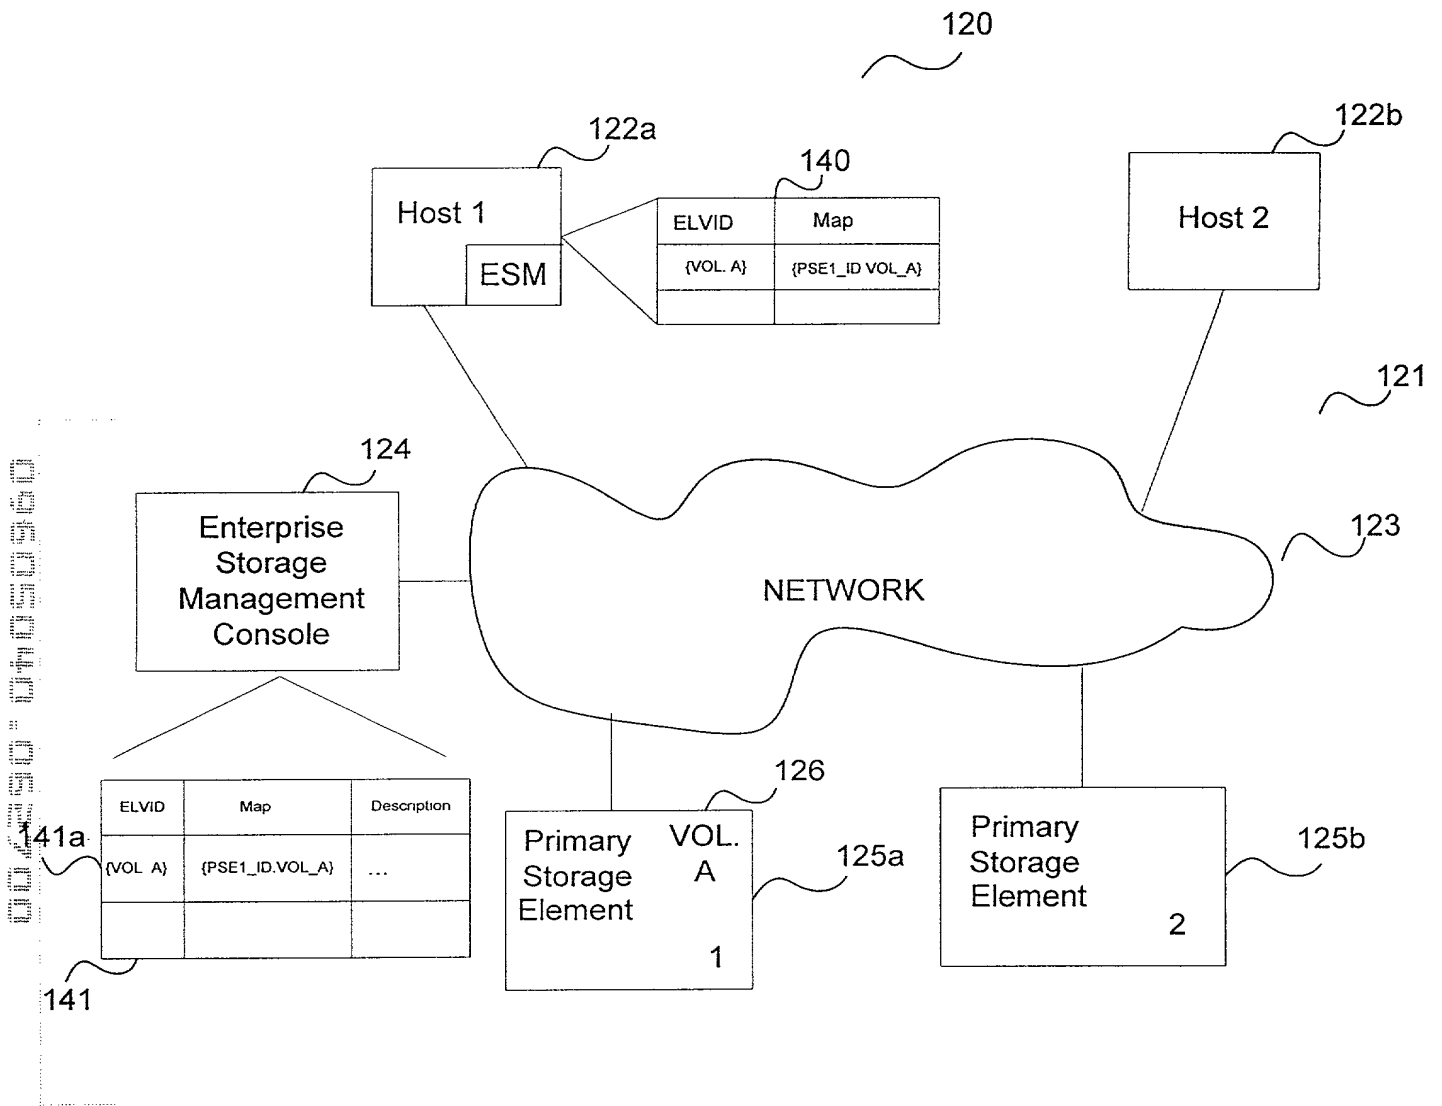 120
122a
122b
140
Host 1
ESM
ELVID Map
{VOL. A} {PSE1_ID VOL_A}
Host 2
121
124
Enterprise
Storage
Management
Console
123
NETWORK
126
ELVID Map Description
141a
{VOL A} {PSE1_ID.VOL_A} ...
141
Primary
Storage
Element
1
VOL.
A
125a
Primary
Storage
Element
2
125b